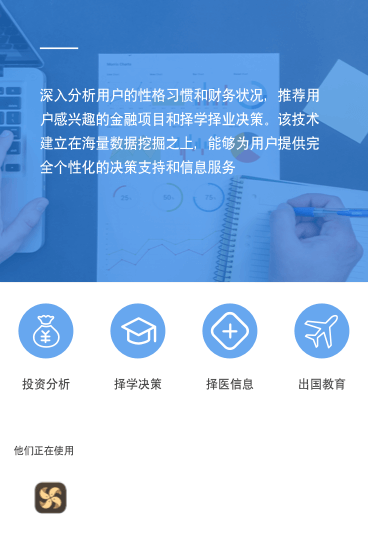 深入分析用户的性格习惯和财务状况，推荐用
户感兴趣的金融项目和择学择业决策。该技术
建立在海量数据挖掘之上，能够为用户提供完
全个性化的决策支持和信息服务
25%
50%
75%
投资分析
择学决策
择医信息
出国教育
他们正在使用